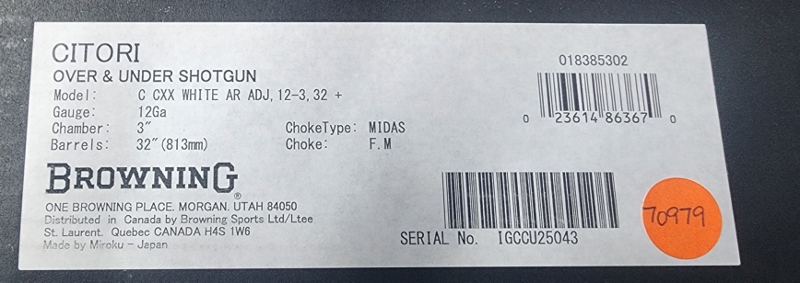 CITORI
OVER & UNDER SHOTGUN
Model: C CXX WHITE AR ADJ,12-3,32 +
Gauge: 12Ga
Chamber: 3" ChokeType: MIDAS
Barrels: 32"(813mm) Choke: F.M
BROWNING®
ONE BROWNING PLACE. MORGAN. UTAH 84050
Distributed in Canada by Browning Sports Ltd/Ltee
St. Laurent. Quebec CANADA H4S 1W6
Made by Miroku - Japan
018385302
0 23614 86367 0
SERIAL No. IGCCU25043
70979